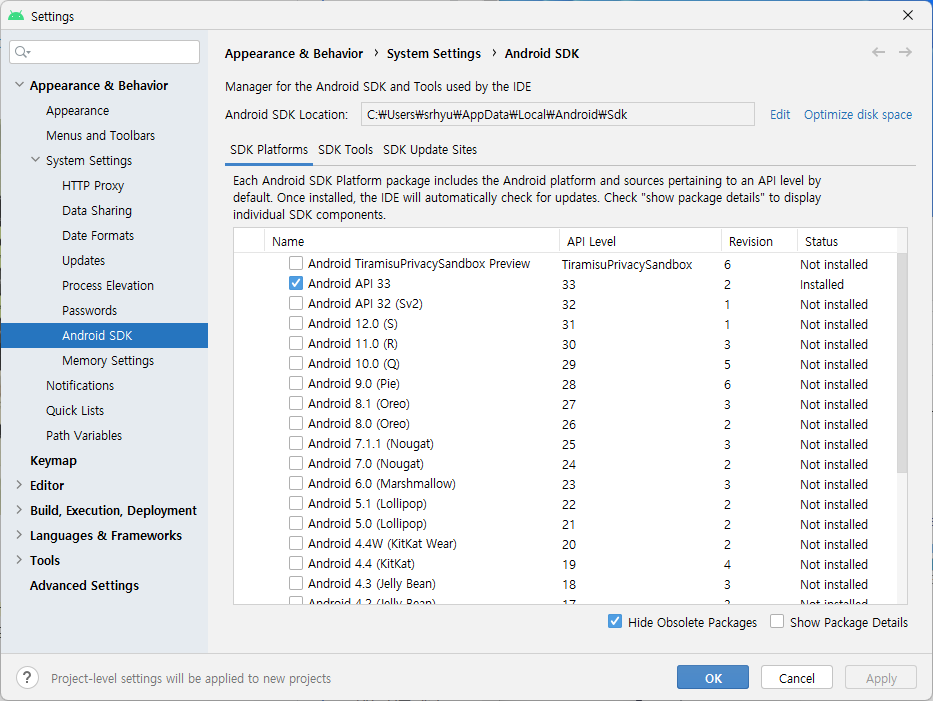 Settings
Appearance & Behavior
Appearance
Menus and Toolbars
System Settings
HTTP Proxy
Data Sharing
Date Formats
Updates
Process Elevation
Passwords
Android SDK
Memory Settings
Notifications
Quick Lists
Path Variables
Keymap
Editor
Build, Execution, Deployment
Languages & Frameworks
Tools
Advanced Settings
Appearance & Behavior › System Settings › Android SDK
Manager for the Android SDK and Tools used by the IDE
Android SDK Location: C:₩Users₩srhyu₩AppData₩Local₩Android₩Sdk Edit Optimize disk space
SDK Platforms SDK Tools SDK Update Sites
Each Android SDK Platform package includes the Android platform and sources pertaining to an API level by
default. Once installed, the IDE will automatically check for updates. Check "show package details" to display
individual SDK components.
Name API Level Revision Status
Android TiramisuPrivacySandbox Preview TiramisuPrivacySandbox 6 Not installed
Android API 33 33 2 Installed
Android API 32 (Sv2) 32 1 Not installed
Android 12.0 (S) 31 1 Not installed
Android 11.0 (R) 30 3 Not installed
Android 10.0 (Q) 29 5 Not installed
Android 9.0 (Pie) 28 6 Not installed
Android 8.1 (Oreo) 27 3 Not installed
Android 8.0 (Oreo) 26 2 Not installed
Android 7.1.1 (Nougat) 25 3 Not installed
Android 7.0 (Nougat) 24 2 Not installed
Android 6.0 (Marshmallow) 23 3 Not installed
Android 5.1 (Lollipop) 22 2 Not installed
Android 5.0 (Lollipop) 21 2 Not installed
Android 4.4W (KitKat Wear) 20 2 Not installed
Android 4.4 (KitKat) 19 4 Not installed
Android 4.3 (Jelly Bean) 18 3 Not installed
Android 4.2 (Jelly Bean) 17 3 Not installed
Hide Obsolete Packages Show Package Details
? Project-level settings will be applied to new projects
OK Cancel Apply